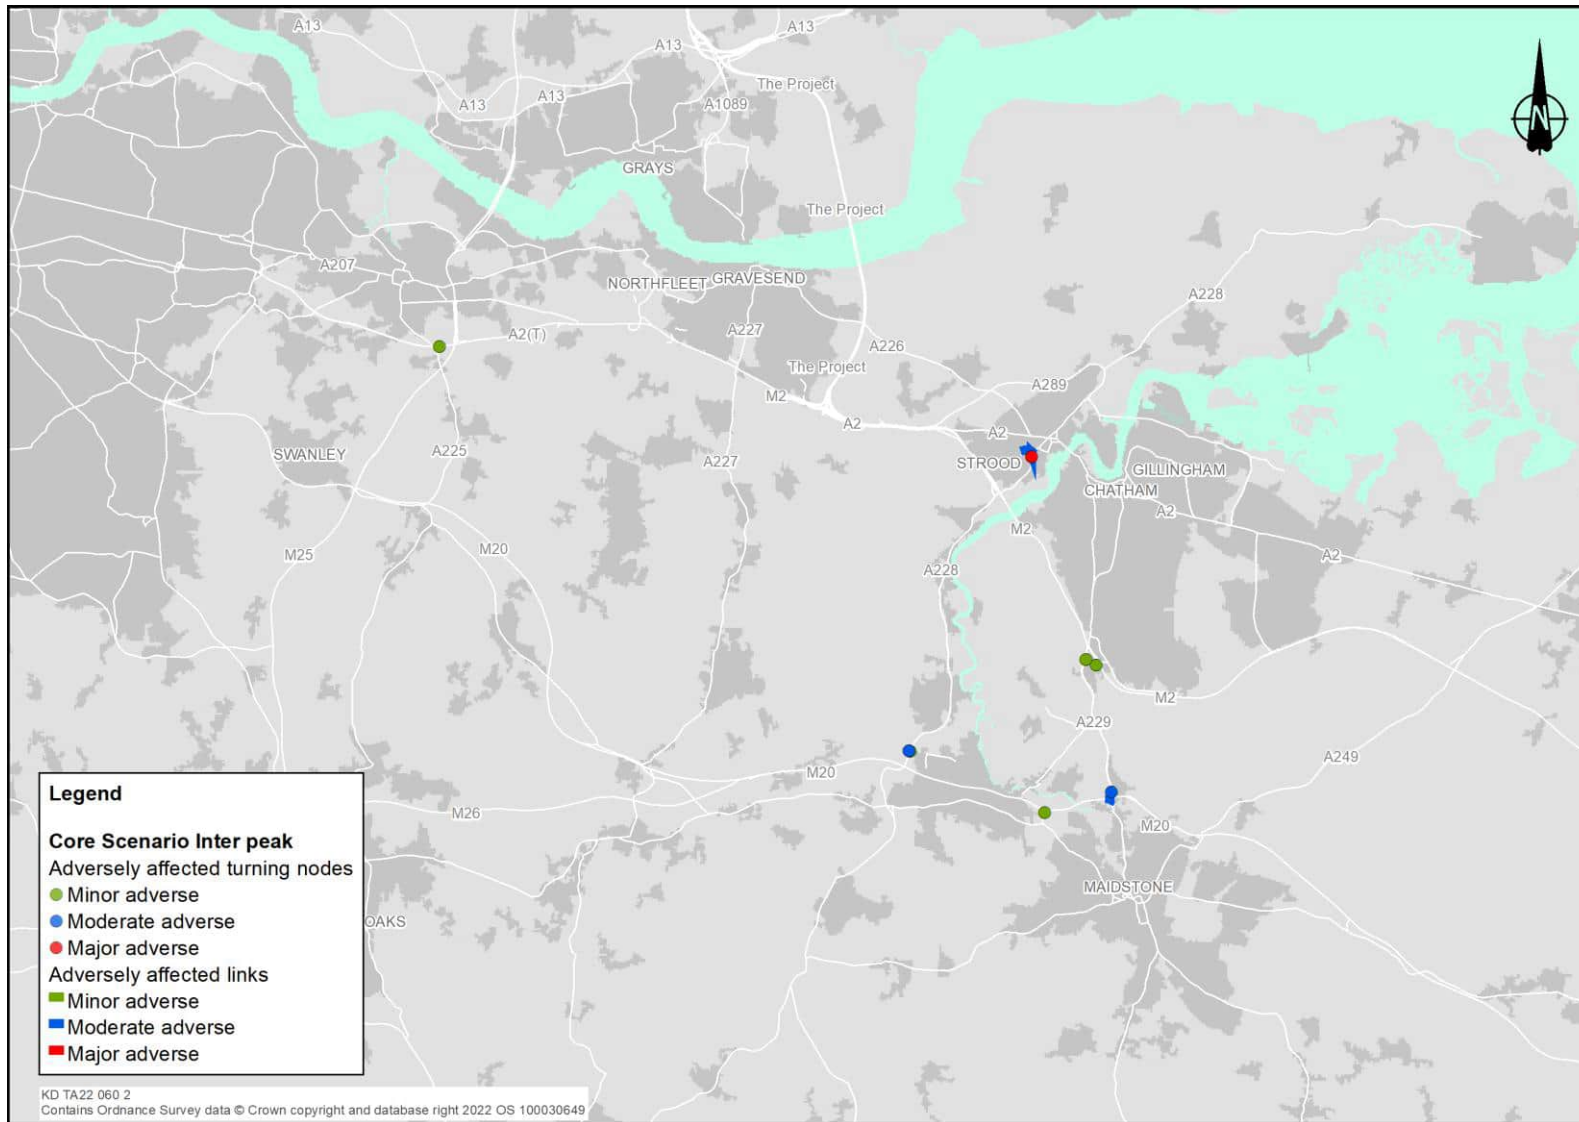 A13
A13
A13
The Project
A13
A13
A1089
GRAYS
The Project
A207
NORTHFLEET
GRAVESEND
A228
A2(T)
A227
A226
The Project
A289
M2
A2
A2
SWANLEY
A225
A227
STROOD
GILLINGHAM
CHATHAM
A2
M2
M25
M20
A2
A228
M2
A229
A249
M20
M26
M20
MAIDSTONE
OAKS
N
Legend
Core Scenario Inter peak
Adversely affected turning nodes
Minor adverse
Moderate adverse
Major adverse
Adversely affected links
Minor adverse
Moderate adverse
Major adverse
KD TA22 060 2
Contains Ordnance Survey data © Crown copyright and database right 2022 OS 100030649